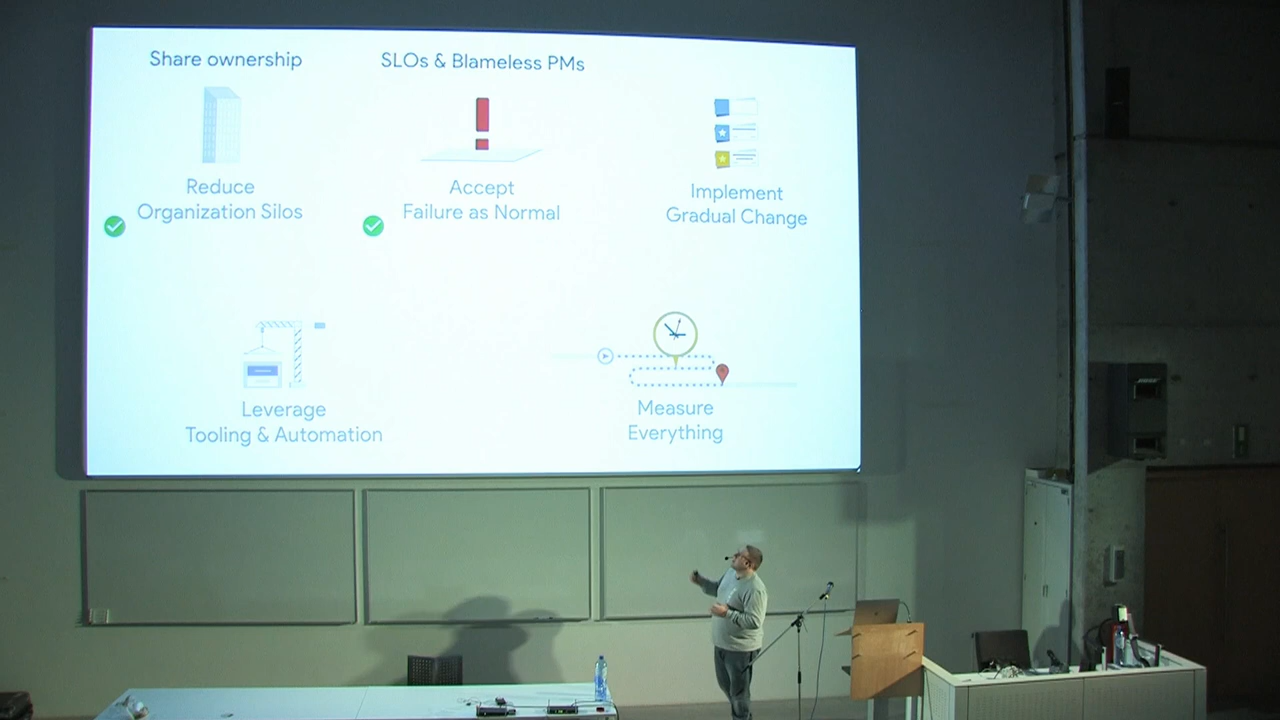 Share ownership
SLOs & Blameless PMs
Reduce
Organization Silos
Accept
Failure as Normal
Implement
Gradual Change
Leverage
Tooling & Automation
Measure
Everything